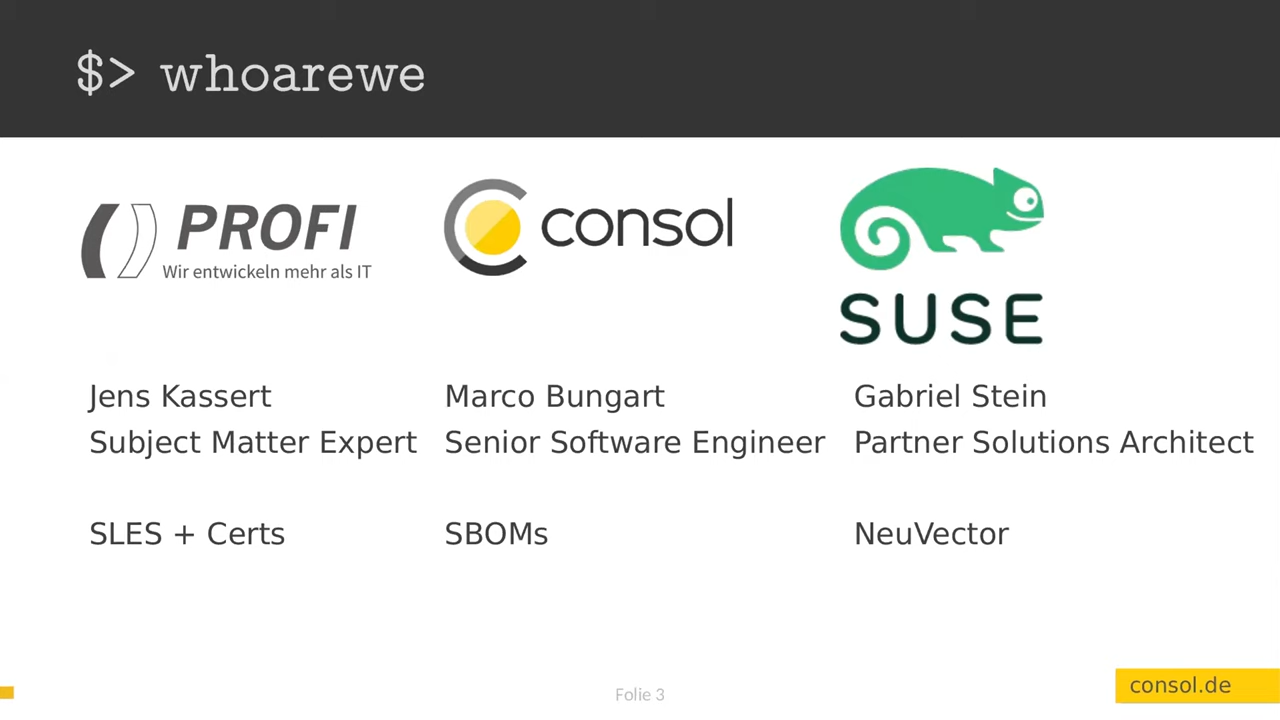 $> whoarewe
PROFI
Wir entwickeln mehr als IT
consol
SUSE
Jens Kassert
Subject Matter Expert
SLES + Certs
Marco Bungart
Senior Software Engineer
SBOMs
Gabriel Stein
Partner Solutions Architect
NeuVector
Folie 3
consol.de